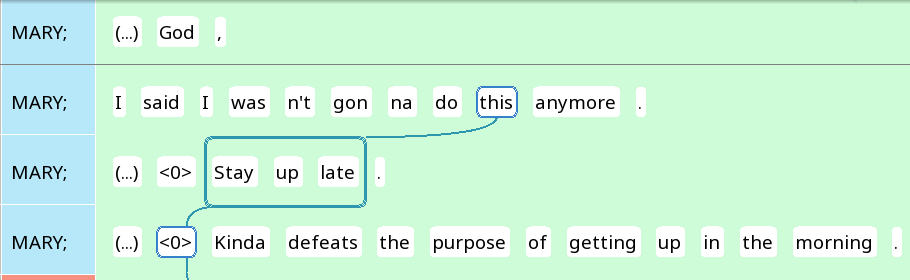 MARY; (...) God ,
MARY; I said I was n't gon na do this anymore .
MARY; (...) <0> Stay up late .
MARY; (...) <0> Kinda defeats the purpose of getting up in the morning .